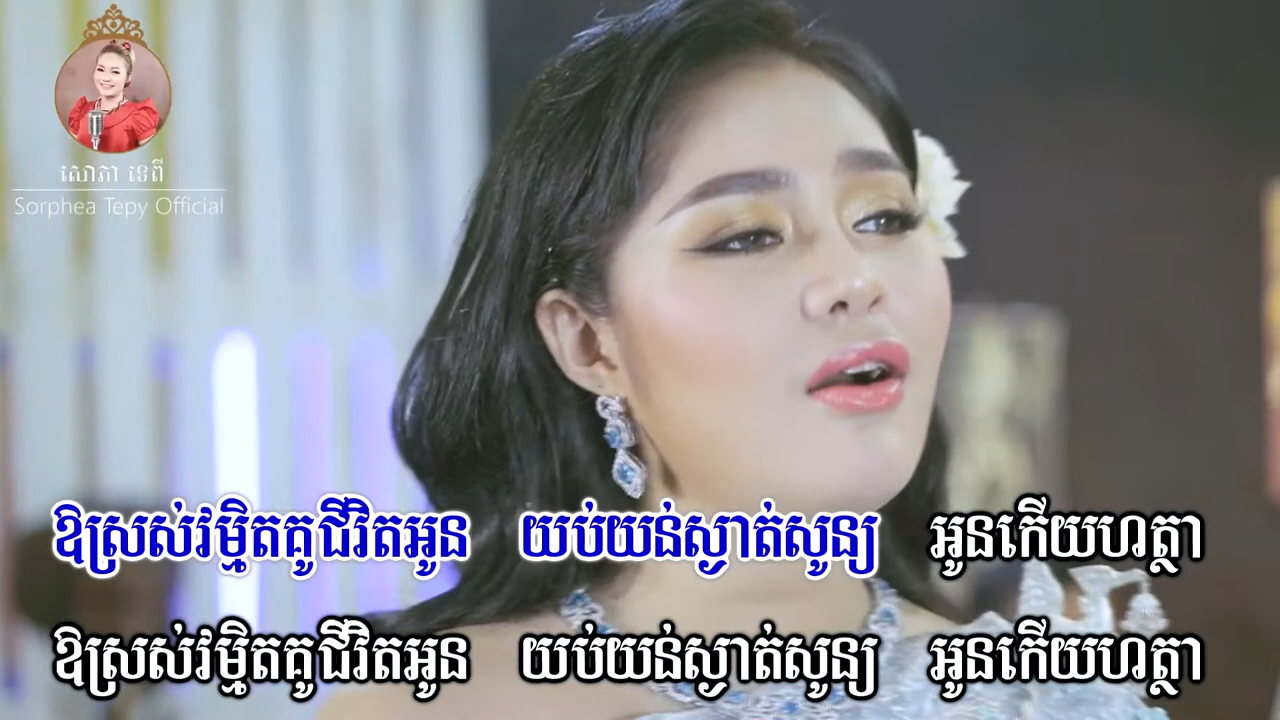 សោភា ទេពី
Sorphea Tepy Official
ឱស្រស់វម្មិតគូជីវិតអូន យប់យន់ស្ងាត់សូន្យ អូនកើយហត្ថា
ឱស្រស់វម្មិតគូជីវិតអូន យប់យន់ស្ងាត់សូន្យ អូនកើយហត្ថា